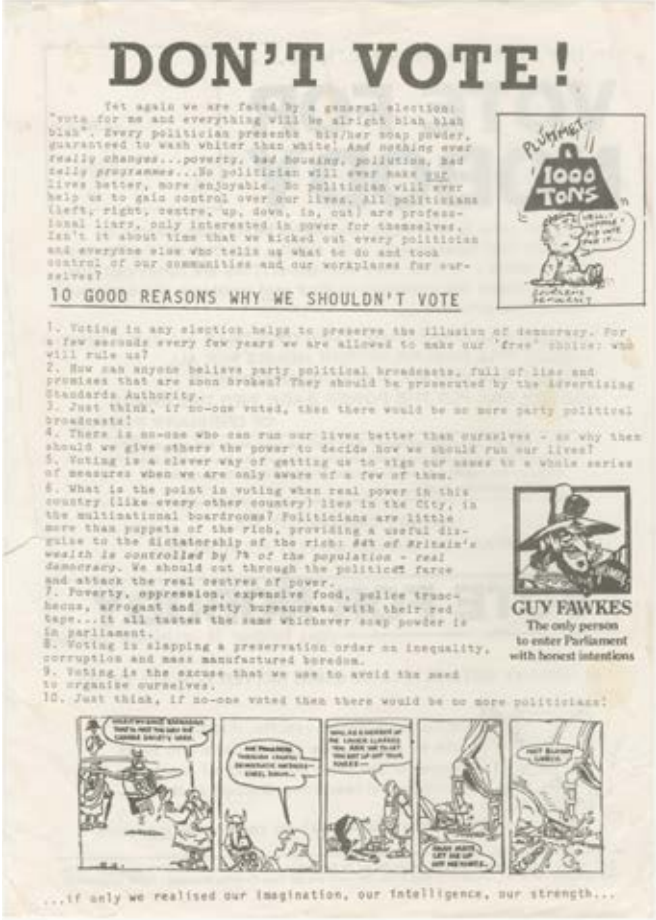 DON'T VOTE!
Yet again we are faced by a general election:
"vote for me and everything will be alright blah blah
blah". Every politician presents his/her soap powder,
guaranteed to wash whiter than white! And nothing ever
really changes...poverty, bad housing, pollution, bad
telly programmes...No politician will ever make our
lives better, more enjoyable. No politician will ever
help us to gain control over our lives. All politicians
(left, right, centre, up, down, in, out) are profess-
ional liars, only interested in power for themselves.
Isn't it about time that we kicked out every politician
and everyone else who tells us what to do and took
control of our communities and our workplaces for our-
selves?
PLUMMET...
1000
TONS
WELL, I
SUPPOSE I
DID VOTE
FOR IT...
10 GOOD REASONS WHY WE SHOULDN'T VOTE
1. Voting in any election helps to preserve the illusion of democracy. For
a few seconds every few years we are allowed to make our 'free' choice: who
will rule us?
2. How can anyone believe party political broadcasts, full of lies and
promises that are soon broken? They should be prosecuted by the Advertising
Standards Authority.
3. Just think, if no-one voted, then there would be no more party political
broadcasts!
4. There is no-one who can run our lives better than ourselves - so why then
should we give others the power to decide how we should run our lives?
5. Voting is a clever way of getting us to sign our names to a whole series
of measures when we are only aware of a few of them.
6. What is the point in voting when real power in this
country (like every other country) lies in the City, in
the multinational boardrooms? Politicians are little
more than puppets of the rich, providing a useful dis-
guise to the dictatorship of the rich: 84% of Britain's
wealth is controlled by 7% of the population - real
democracy. We should cut through the political farce
and attack the real centres of power.
7. Poverty, oppression, expensive food, police trunc-
heons, arrogant and petty bureaucrats with their red
tape...it all tastes the same whichever soap powder is
in parliament.
8. Voting is slapping a preservation order on inequality,
corruption and mass manufactured boredom.
9. Voting is the excuse that we use to avoid the need
to organise ourselves.
10. Just think, if no-one voted then there would be no more politicians!
GUY FAWKES
The only person
to enter Parliament
with honest intentions
...if only we realised our imagination, our intelligence, our strength...